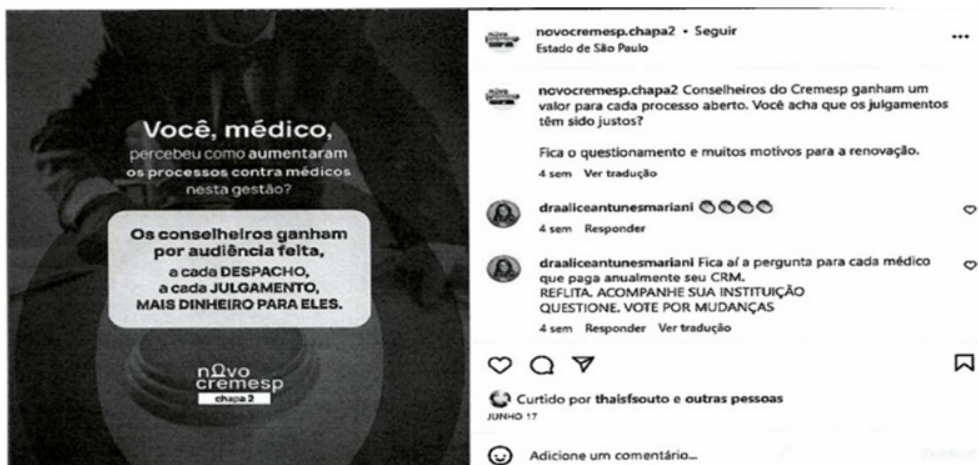 Você, médico,
percebeu como aumentaram
os processos contra médicos
nesta gestão?
Os conselheiros ganham
por audiência feita,
a cada DESPACHO,
a cada JULGAMENTO,
MAIS DINHEIRO PARA ELES.
nΩvo
cremesp
chapa 2
novocremesp.chapa2 • Seguir
Estado de São Paulo
novocremesp.chapa2 Conselheiros do Cremesp ganham um
valor para cada processo aberto. Você acha que os julgamentos
têm sido justos?
Fica o questionamento e muitos motivos para a renovação.
4 sem Ver tradução
draaliceantunesmariani 👏👏👏👏
4 sem Responder
draaliceantunesmariani Fica aí a pergunta para cada médico
que paga anualmente seu CRM.
REFLITA. ACOMPANHE SUA INSTITUIÇÃO
QUESTIONE. VOTE POR MUDANÇAS
4 sem Responder Ver tradução
Curtido por thaisfsouto e outras pessoas
JUNHO 17
Adicione um comentário...